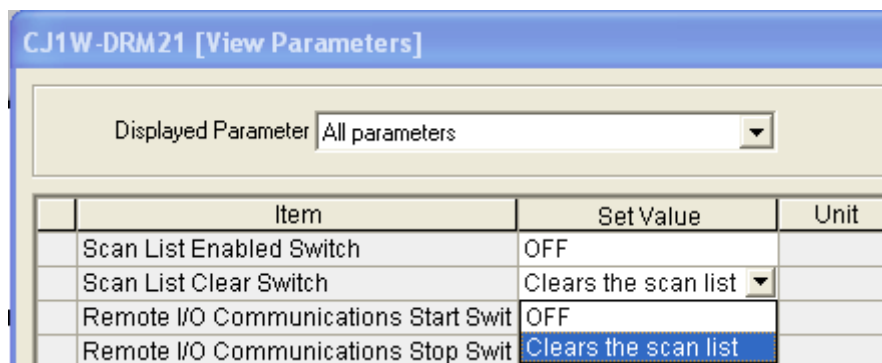 CJ1W-DRM21 [View Parameters]
Displayed Parameter All parameters
Item Set Value Unit
Scan List Enabled Switch OFF
Scan List Clear Switch Clears the scan list
Remote I/O Communications Start Swit OFF
Remote I/O Communications Stop Swit Clears the scan list